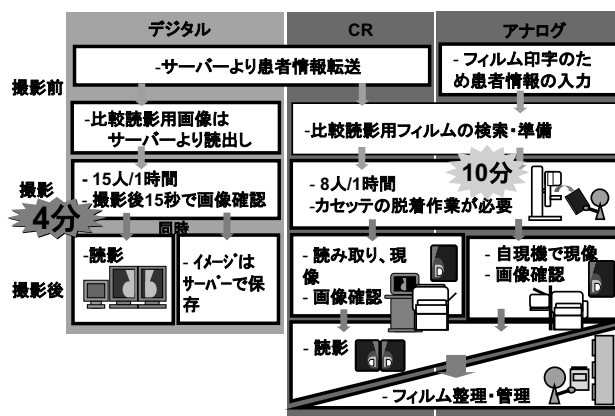 デジタル
CR
アナログ
撮影前
-サーバーより患者情報転送
- フィルム印字のた
め患者情報の入力
-比較読影用画像は
サーバーより読出し
-比較読影用フィルムの検索・準備
撮影
- 15人/1時間
- 撮影後15秒で画像確認
4分
同時
- 8人/1時間
- カセッテの脱着作業が必要
10分
撮影後
-読影
- イメージは
サーバーで保
存
- 読み取り、現
像
- 画像確認
- 自現機で現像
- 画像確認
- 読影
- フィルム整理・管理